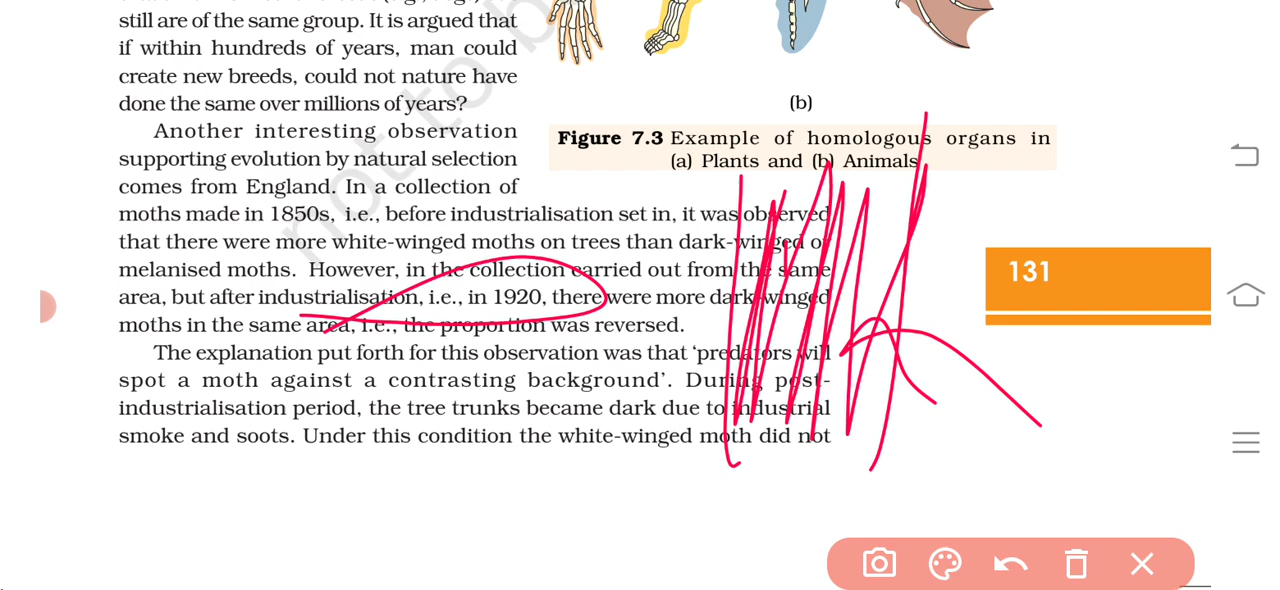 still are of the same group. It is argued that
if within hundreds of years, man could
create new breeds, could not nature have
done the same over millions of years?
Another interesting observation
supporting evolution by natural selection
comes from England. In a collection of
moths made in 1850s, i.e., before industrialisation set in, it was observed
that there were more white-winged moths on trees than dark-winged or
melanised moths. However, in the collection carried out from the same
area, but after industrialisation, i.e., in 1920, there were more dark-winged
moths in the same area, i.e., the proportion was reversed.
The explanation put forth for this observation was that ‘predators will
spot a moth against a contrasting background’. During post-
industrialisation period, the tree trunks became dark due to industrial
smoke and soots. Under this condition the white-winged moth did not
(b)
Figure 7.3 Example of homologous organs in
(a) Plants and (b) Animals
131
not to b